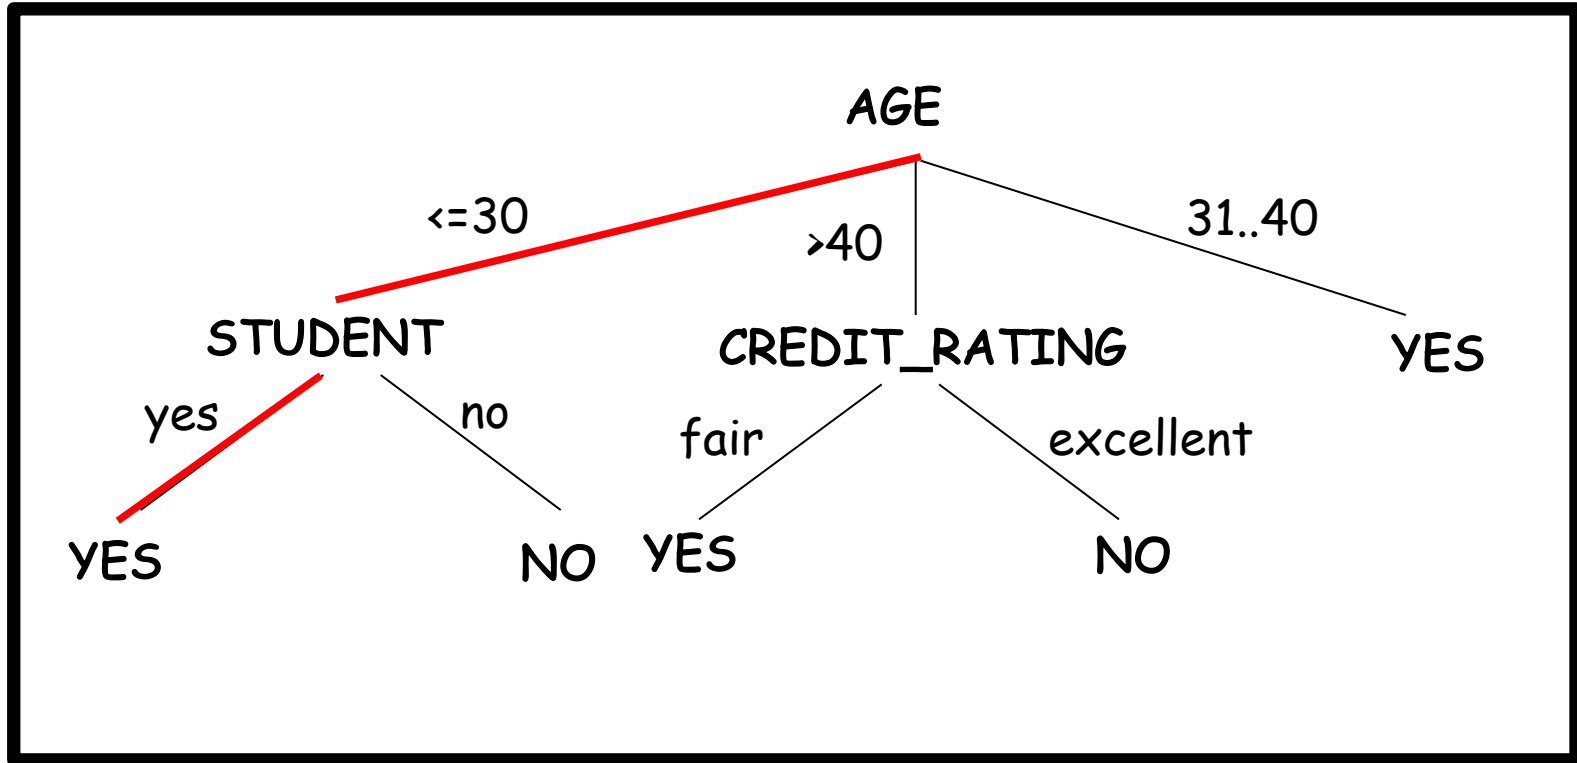 AGE
<=30
>40
31..40
STUDENT
CREDIT_RATING
YES
yes
no
fair
excellent
YES
NO
YES
NO